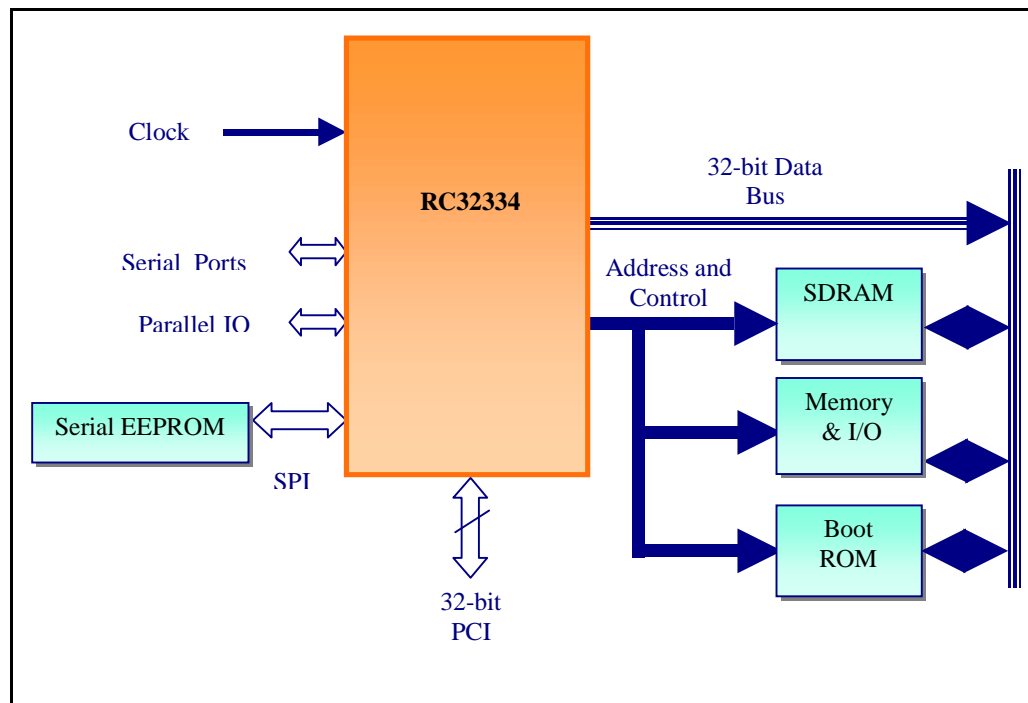 Clock
RC32334
32-bit Data
Bus
Serial Ports
Address and
Control
SDRAM
Parallel IO
Memory
& I/O
Serial EEPROM
SPI
Boot
ROM
32-bit
PCI